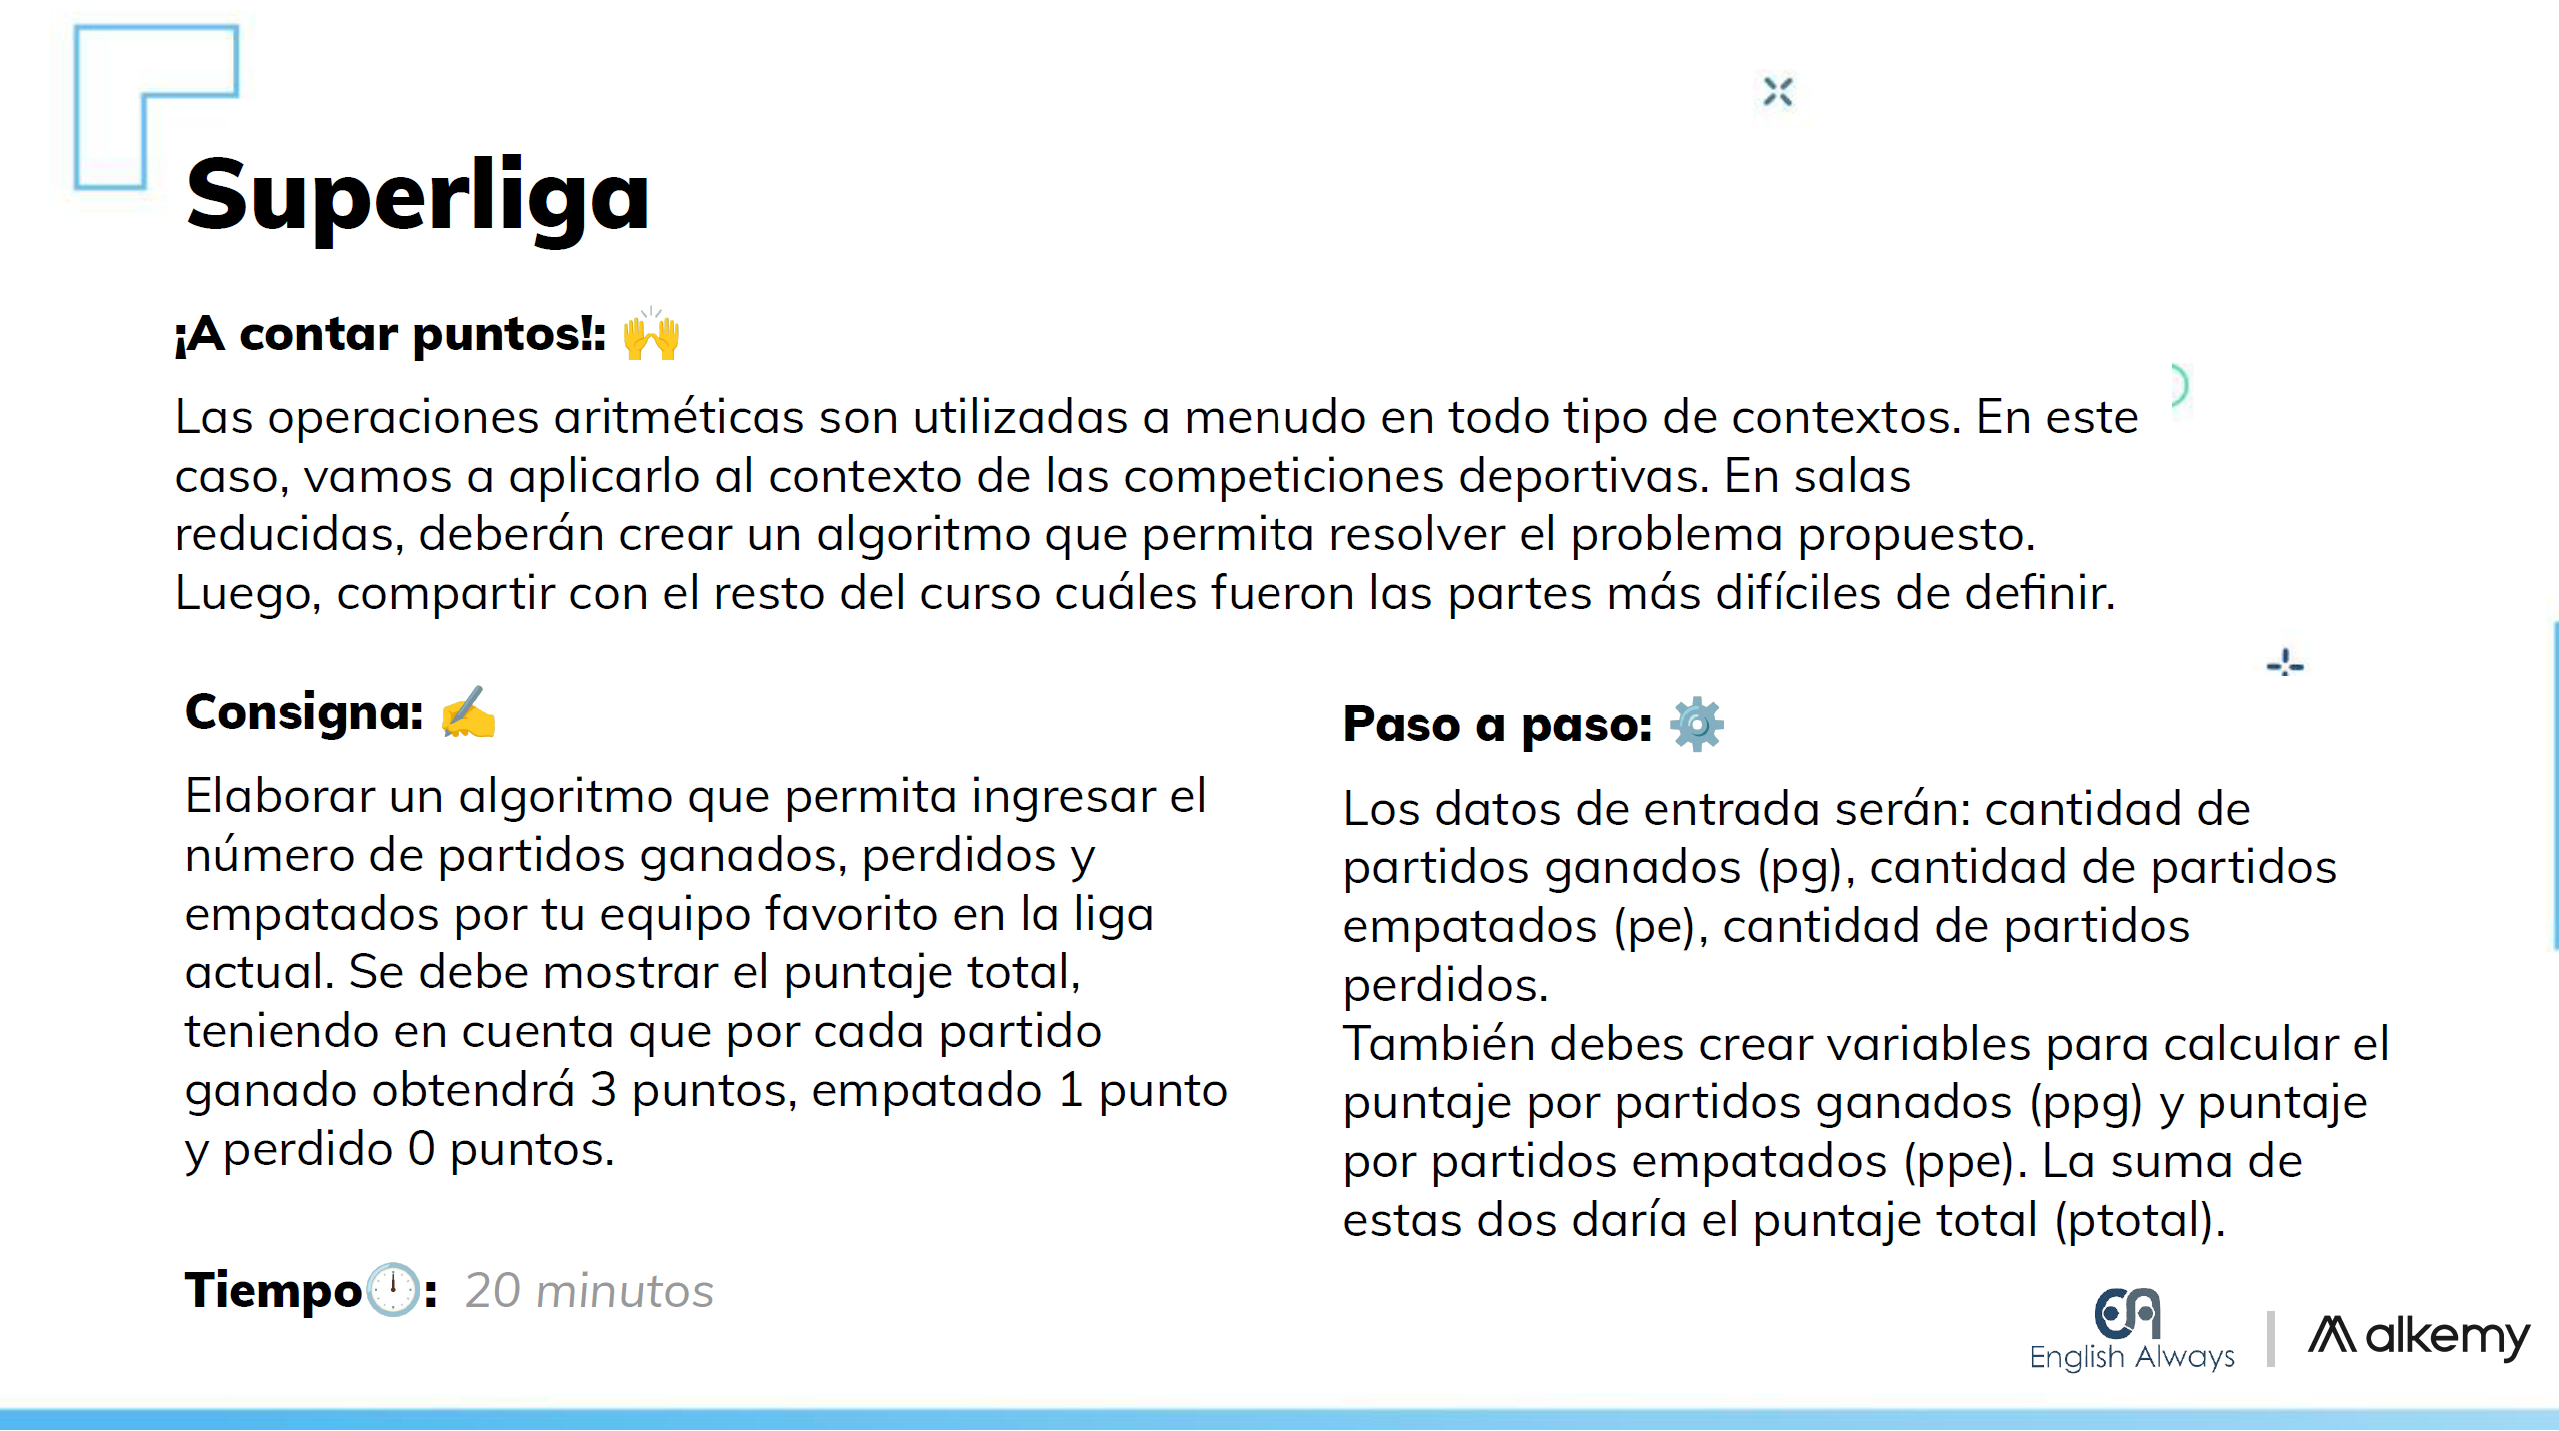 Superliga
¡A contar puntos!: 🙌
Las operaciones aritméticas son utilizadas a menudo en todo tipo de contextos. En este
caso, vamos a aplicarlo al contexto de las competiciones deportivas. En salas
reducidas, deberán crear un algoritmo que permita resolver el problema propuesto.
Luego, compartir con el resto del curso cuáles fueron las partes más difíciles de definir.
Consigna: ✍️
Elaborar un algoritmo que permita ingresar el
número de partidos ganados, perdidos y
empatados por tu equipo favorito en la liga
actual. Se debe mostrar el puntaje total,
teniendo en cuenta que por cada partido
ganado obtendrá 3 puntos, empatado 1 punto
y perdido 0 puntos.
Tiempo🕛: 20 minutos
Paso a paso: ⚙️
Los datos de entrada serán: cantidad de
partidos ganados (pg), cantidad de partidos
empatados (pe), cantidad de partidos
perdidos.
También debes crear variables para calcular el
puntaje por partidos ganados (ppg) y puntaje
por partidos empatados (ppe). La suma de
estas dos daría el puntaje total (ptotal).
English Always
alkemy